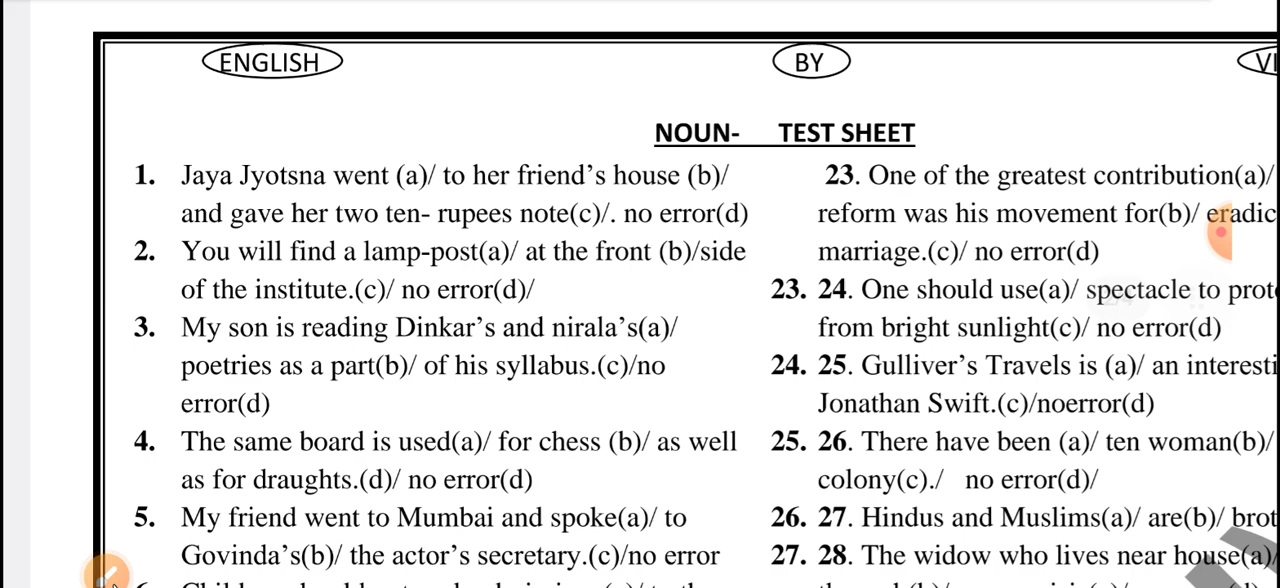 ENGLISH BY
NOUN- TEST SHEET
1. Jaya Jyotsna went (a)/ to her friend’s house (b)/
and gave her two ten- rupees note(c)/. no error(d)
2. You will find a lamp-post(a)/ at the front (b)/side
of the institute.(c)/ no error(d)/
3. My son is reading Dinkar’s and nirala’s(a)/
poetries as a part(b)/ of his syllabus.(c)/no
error(d)
4. The same board is used(a)/ for chess (b)/ as well
as for draughts.(d)/ no error(d)
5. My friend went to Mumbai and spoke(a)/ to
Govinda’s(b)/ the actor’s secretary.(c)/no error
23. One of the greatest contribution(a)/
reform was his movement for(b)/ eradic
marriage.(c)/ no error(d)
23. 24. One should use(a)/ spectacle to prot
from bright sunlight(c)/ no error(d)
24. 25. Gulliver’s Travels is (a)/ an interesti
Jonathan Swift.(c)/noerror(d)
25. 26. There have been (a)/ ten woman(b)/
colony(c)./ no error(d)/
26. 27. Hindus and Muslims(a)/ are(b)/ brot
27. 28. The widow who lives near house(a)/